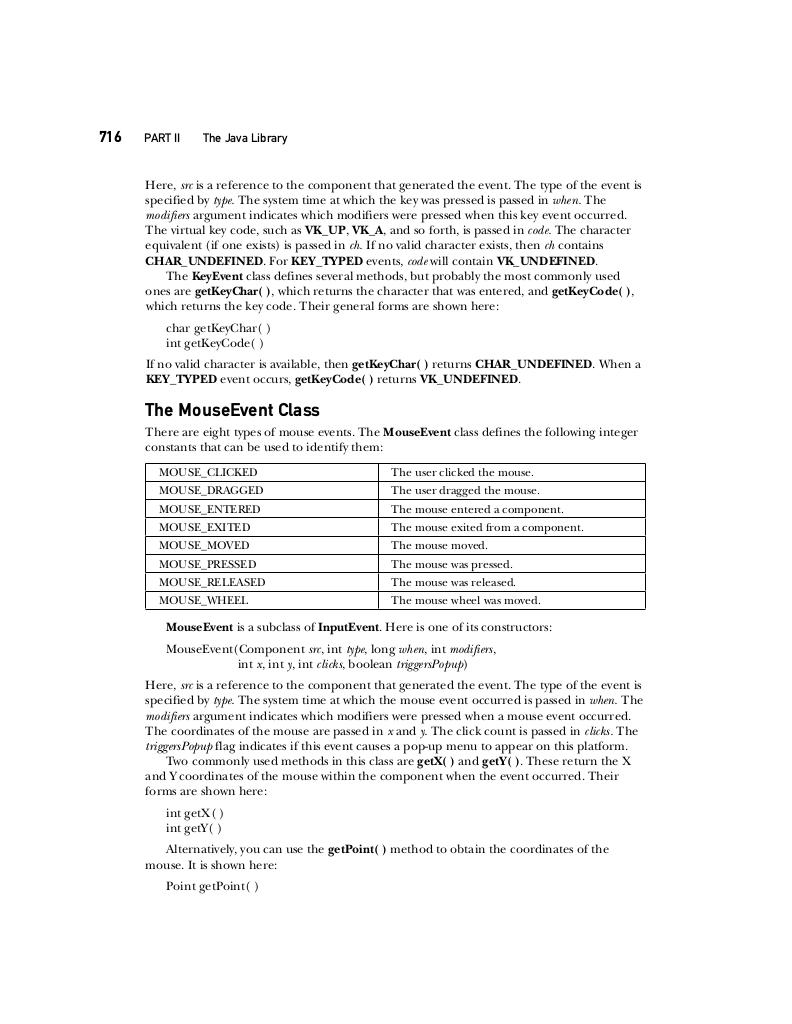 716 PART II The Java Library
Here, src is a reference to the component that generated the event. The type of the event is
specified by type. The system time at which the key was pressed is passed in when. The
modifiers argument indicates which modifiers were pressed when this key event occurred.
The virtual key code, such as VK_UP, VK_A, and so forth, is passed in code. The character
equivalent (if one exists) is passed in ch. If no valid character exists, then ch contains
CHAR_UNDEFINED. For KEY_TYPED events, code will contain VK_UNDEFINED.
The KeyEvent class defines several methods, but probably the most commonly used
ones are getKeyChar( ), which returns the character that was entered, and getKeyCode( ),
which returns the key code. Their general forms are shown here:
char getKeyChar( )
int getKeyCode( )
If no valid character is available, then getKeyChar( ) returns CHAR_UNDEFINED. When a
KEY_TYPED event occurs, getKeyCode( ) returns VK_UNDEFINED.
The MouseEvent Class
There are eight types of mouse events. The MouseEvent class defines the following integer
constants that can be used to identify them:
MOUSE_CLICKED The user clicked the mouse.
MOUSE_DRAGGED The user dragged the mouse.
MOUSE_ENTERED The mouse entered a component.
MOUSE_EXITED The mouse exited from a component.
MOUSE_MOVED The mouse moved.
MOUSE_PRESSED The mouse was pressed.
MOUSE_RELEASED The mouse was released.
MOUSE_WHEEL The mouse wheel was moved.
MouseEvent is a subclass of InputEvent. Here is one of its constructors:
MouseEvent(Component src, int type, long when, int modifiers,
int x, int y, int clicks, boolean triggersPopup)
Here, src is a reference to the component that generated the event. The type of the event is
specified by type. The system time at which the mouse event occurred is passed in when. The
modifiers argument indicates which modifiers were pressed when a mouse event occurred.
The coordinates of the mouse are passed in x and y. The click count is passed in clicks. The
triggersPopup flag indicates if this event causes a pop-up menu to appear on this platform.
Two commonly used methods in this class are getX( ) and getY( ). These return the X
and Y coordinates of the mouse within the component when the event occurred. Their
forms are shown here:
int getX( )
int getY( )
Alternatively, you can use the getPoint( ) method to obtain the coordinates of the
mouse. It is shown here:
Point getPoint( )